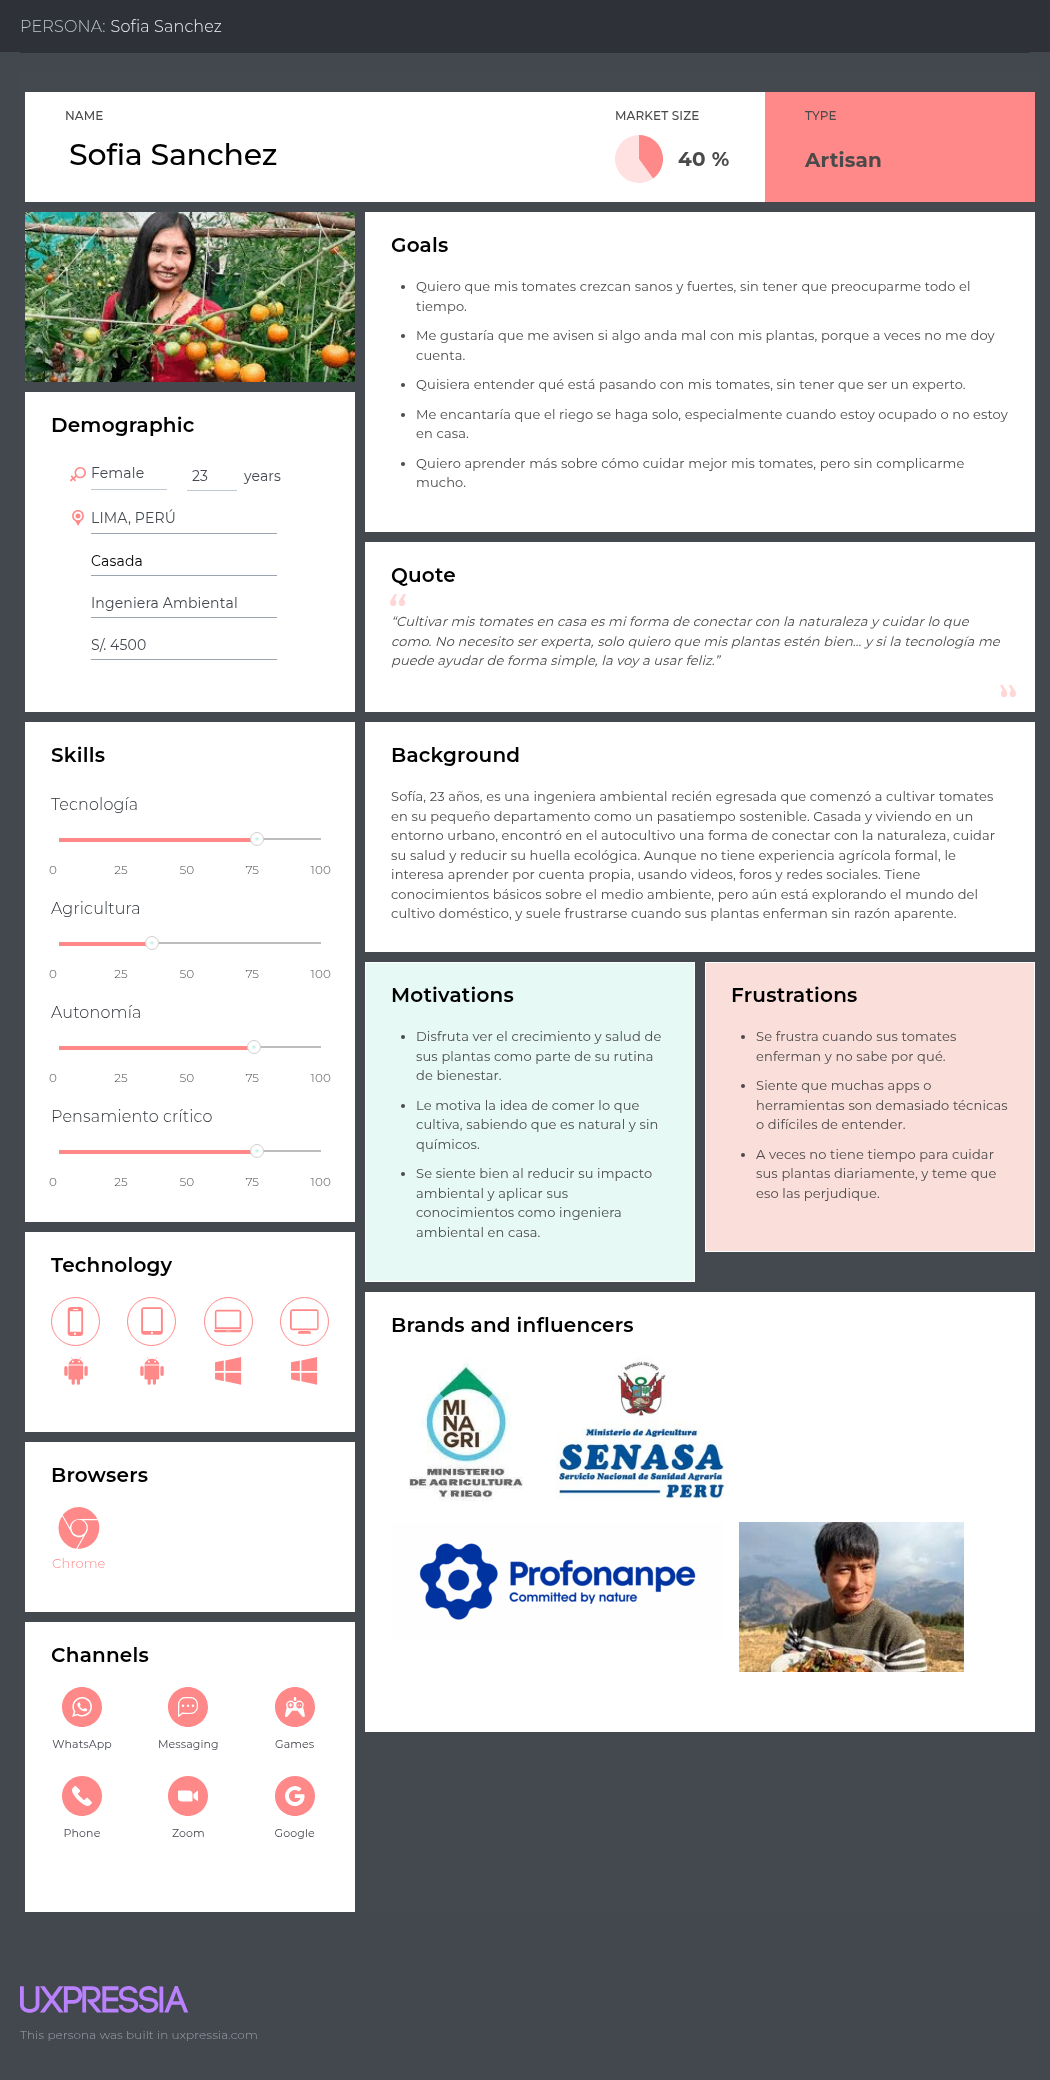 PERSONA: Sofia Sanchez
NAME
Sofia Sanchez
MARKET SIZE
40 %
TYPE
Artisan
Goals
• Quiero que mis tomates crezcan sanos y fuertes, sin tener que preocuparme todo el
tiempo.
• Me gustaría que me avisen si algo anda mal con mis plantas, porque a veces no me doy
cuenta.
• Quisiera entender qué está pasando con mis tomates, sin tener que ser un experto.
• Me encantaría que el riego se haga solo, especialmente cuando estoy ocupado o no estoy
en casa.
• Quiero aprender más sobre cómo cuidar mejor mis tomates, pero sin complicarme
mucho.
Demographic
Female 23 years
LIMA, PERÚ
Casada
Ingeniera Ambiental
S/. 4500
Quote
“
“Cultivar mis tomates en casa es mi forma de conectar con la naturaleza y cuidar lo que
como. No necesito ser experta, solo quiero que mis plantas estén bien… y si la tecnología me
puede ayudar de forma simple, la voy a usar feliz.”
”
Skills
Tecnología
0 25 50 75 100
Agricultura
0 25 50 75 100
Autonomía
0 25 50 75 100
Pensamiento crítico
0 25 50 75 100
Background
Sofía, 23 años, es una ingeniera ambiental recién egresada que comenzó a cultivar tomates
en su pequeño departamento como un pasatiempo sostenible. Casada y viviendo en un
entorno urbano, encontró en el autocultivo una forma de conectar con la naturaleza, cuidar
su salud y reducir su huella ecológica. Aunque no tiene experiencia agrícola formal, le
interesa aprender por cuenta propia, usando videos, foros y redes sociales. Tiene
conocimientos básicos sobre el medio ambiente, pero aún está explorando el mundo del
cultivo doméstico, y suele frustrarse cuando sus plantas enferman sin razón aparente.
Motivations
• Disfruta ver el crecimiento y salud de
sus plantas como parte de su rutina
de bienestar.
• Le motiva la idea de comer lo que
cultiva, sabiendo que es natural y sin
químicos.
• Se siente bien al reducir su impacto
ambiental y aplicar sus
conocimientos como ingeniera
ambiental en casa.
Frustrations
• Se frustra cuando sus tomates
enferman y no sabe por qué.
• Siente que muchas apps o
herramientas son demasiado técnicas
o difíciles de entender.
• A veces no tiene tiempo para cuidar
sus plantas diariamente, y teme que
eso las perjudique.
Technology
Browsers
Chrome
Channels
WhatsApp Messaging Games
Phone Zoom Google
Brands and influencers
MI
NA
GRI
MINISTERIO
DE AGRICULTURA
Y RIEGO
REPUBLICA DEL PERU
Ministerio de Agricultura
SENASA
Servicio Nacional de Sanidad Agraria
PERU
Profonanpe
Committed by nature
UXPRESSIA
This persona was built in uxpressia.com